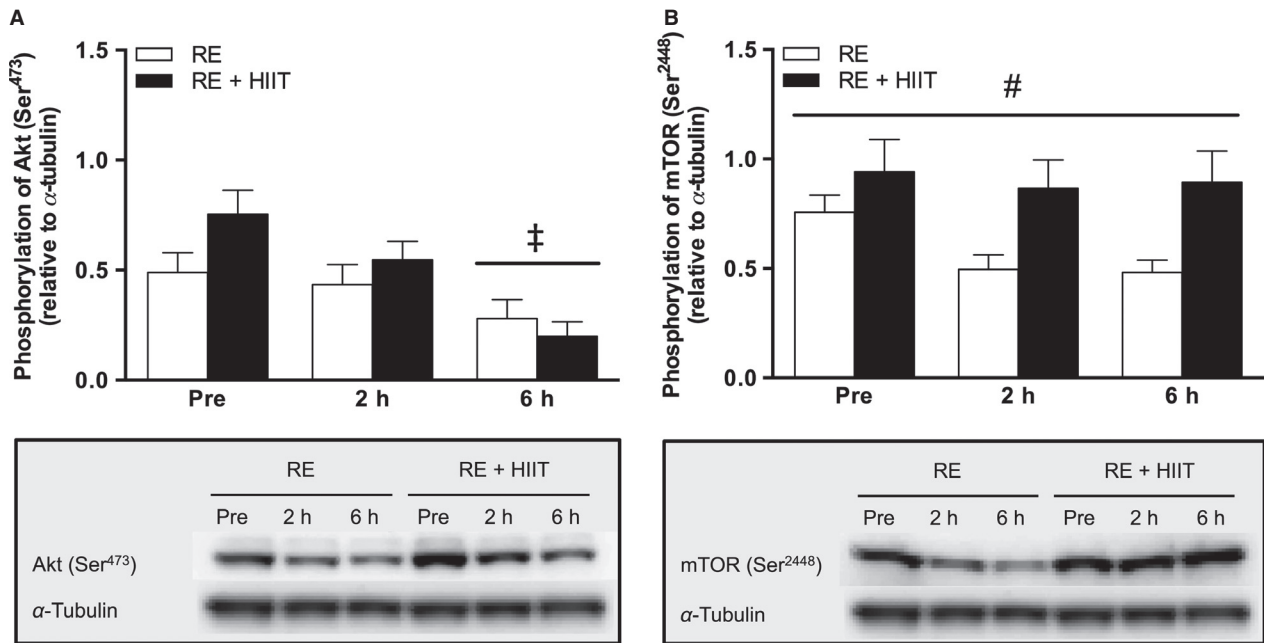 A
Phosphorylation of Akt (Ser⁴⁷³)
(relative to α-tubulin)
1.5
1.0
0.5
0.0
RE
RE + HIIT
‡
Pre 2 h 6 h
RE RE + HIIT
Pre 2 h 6 h Pre 2 h 6 h
Akt (Ser⁴⁷³)
α-Tubulin
B
Phosphorylation of mTOR (Ser²⁴⁴⁸)
(relative to α-tubulin)
1.5
1.0
0.5
0.0
RE
RE + HIIT
#
Pre 2 h 6 h
RE RE + HIIT
Pre 2 h 6 h Pre 2 h 6 h
mTOR (Ser²⁴⁴⁸)
α-Tubulin